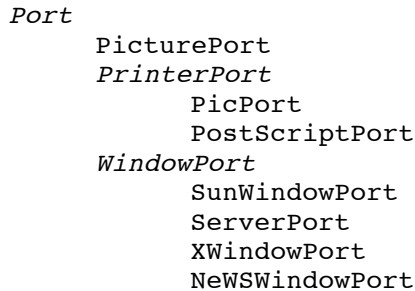 Port
PicturePort
PrinterPort
PicPort
PostScriptPort
WindowPort
SunWindowPort
ServerPort
XWindowPort
NeWSWindowPort